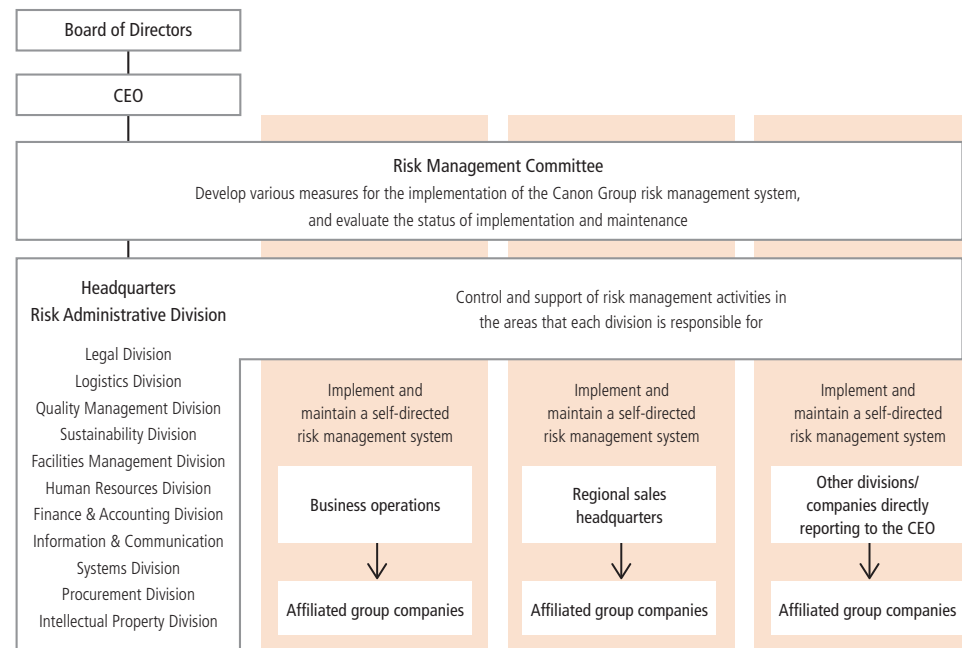 Board of Directors
CEO
Risk Management Committee
Develop various measures for the implementation of the Canon Group risk management system,
and evaluate the status of implementation and maintenance
Headquarters
Risk Administrative Division
Legal Division
Logistics Division
Quality Management Division
Sustainability Division
Facilities Management Division
Human Resources Division
Finance & Accounting Division
Information & Communication
Systems Division
Procurement Division
Intellectual Property Division
Control and support of risk management activities in
the areas that each division is responsible for
Implement and
maintain a self-directed
risk management system
Business operations
Affiliated group companies
Implement and
maintain a self-directed
risk management system
Regional sales
headquarters
Affiliated group companies
Implement and
maintain a self-directed
risk management system
Other divisions/
companies directly
reporting to the CEO
Affiliated group companies